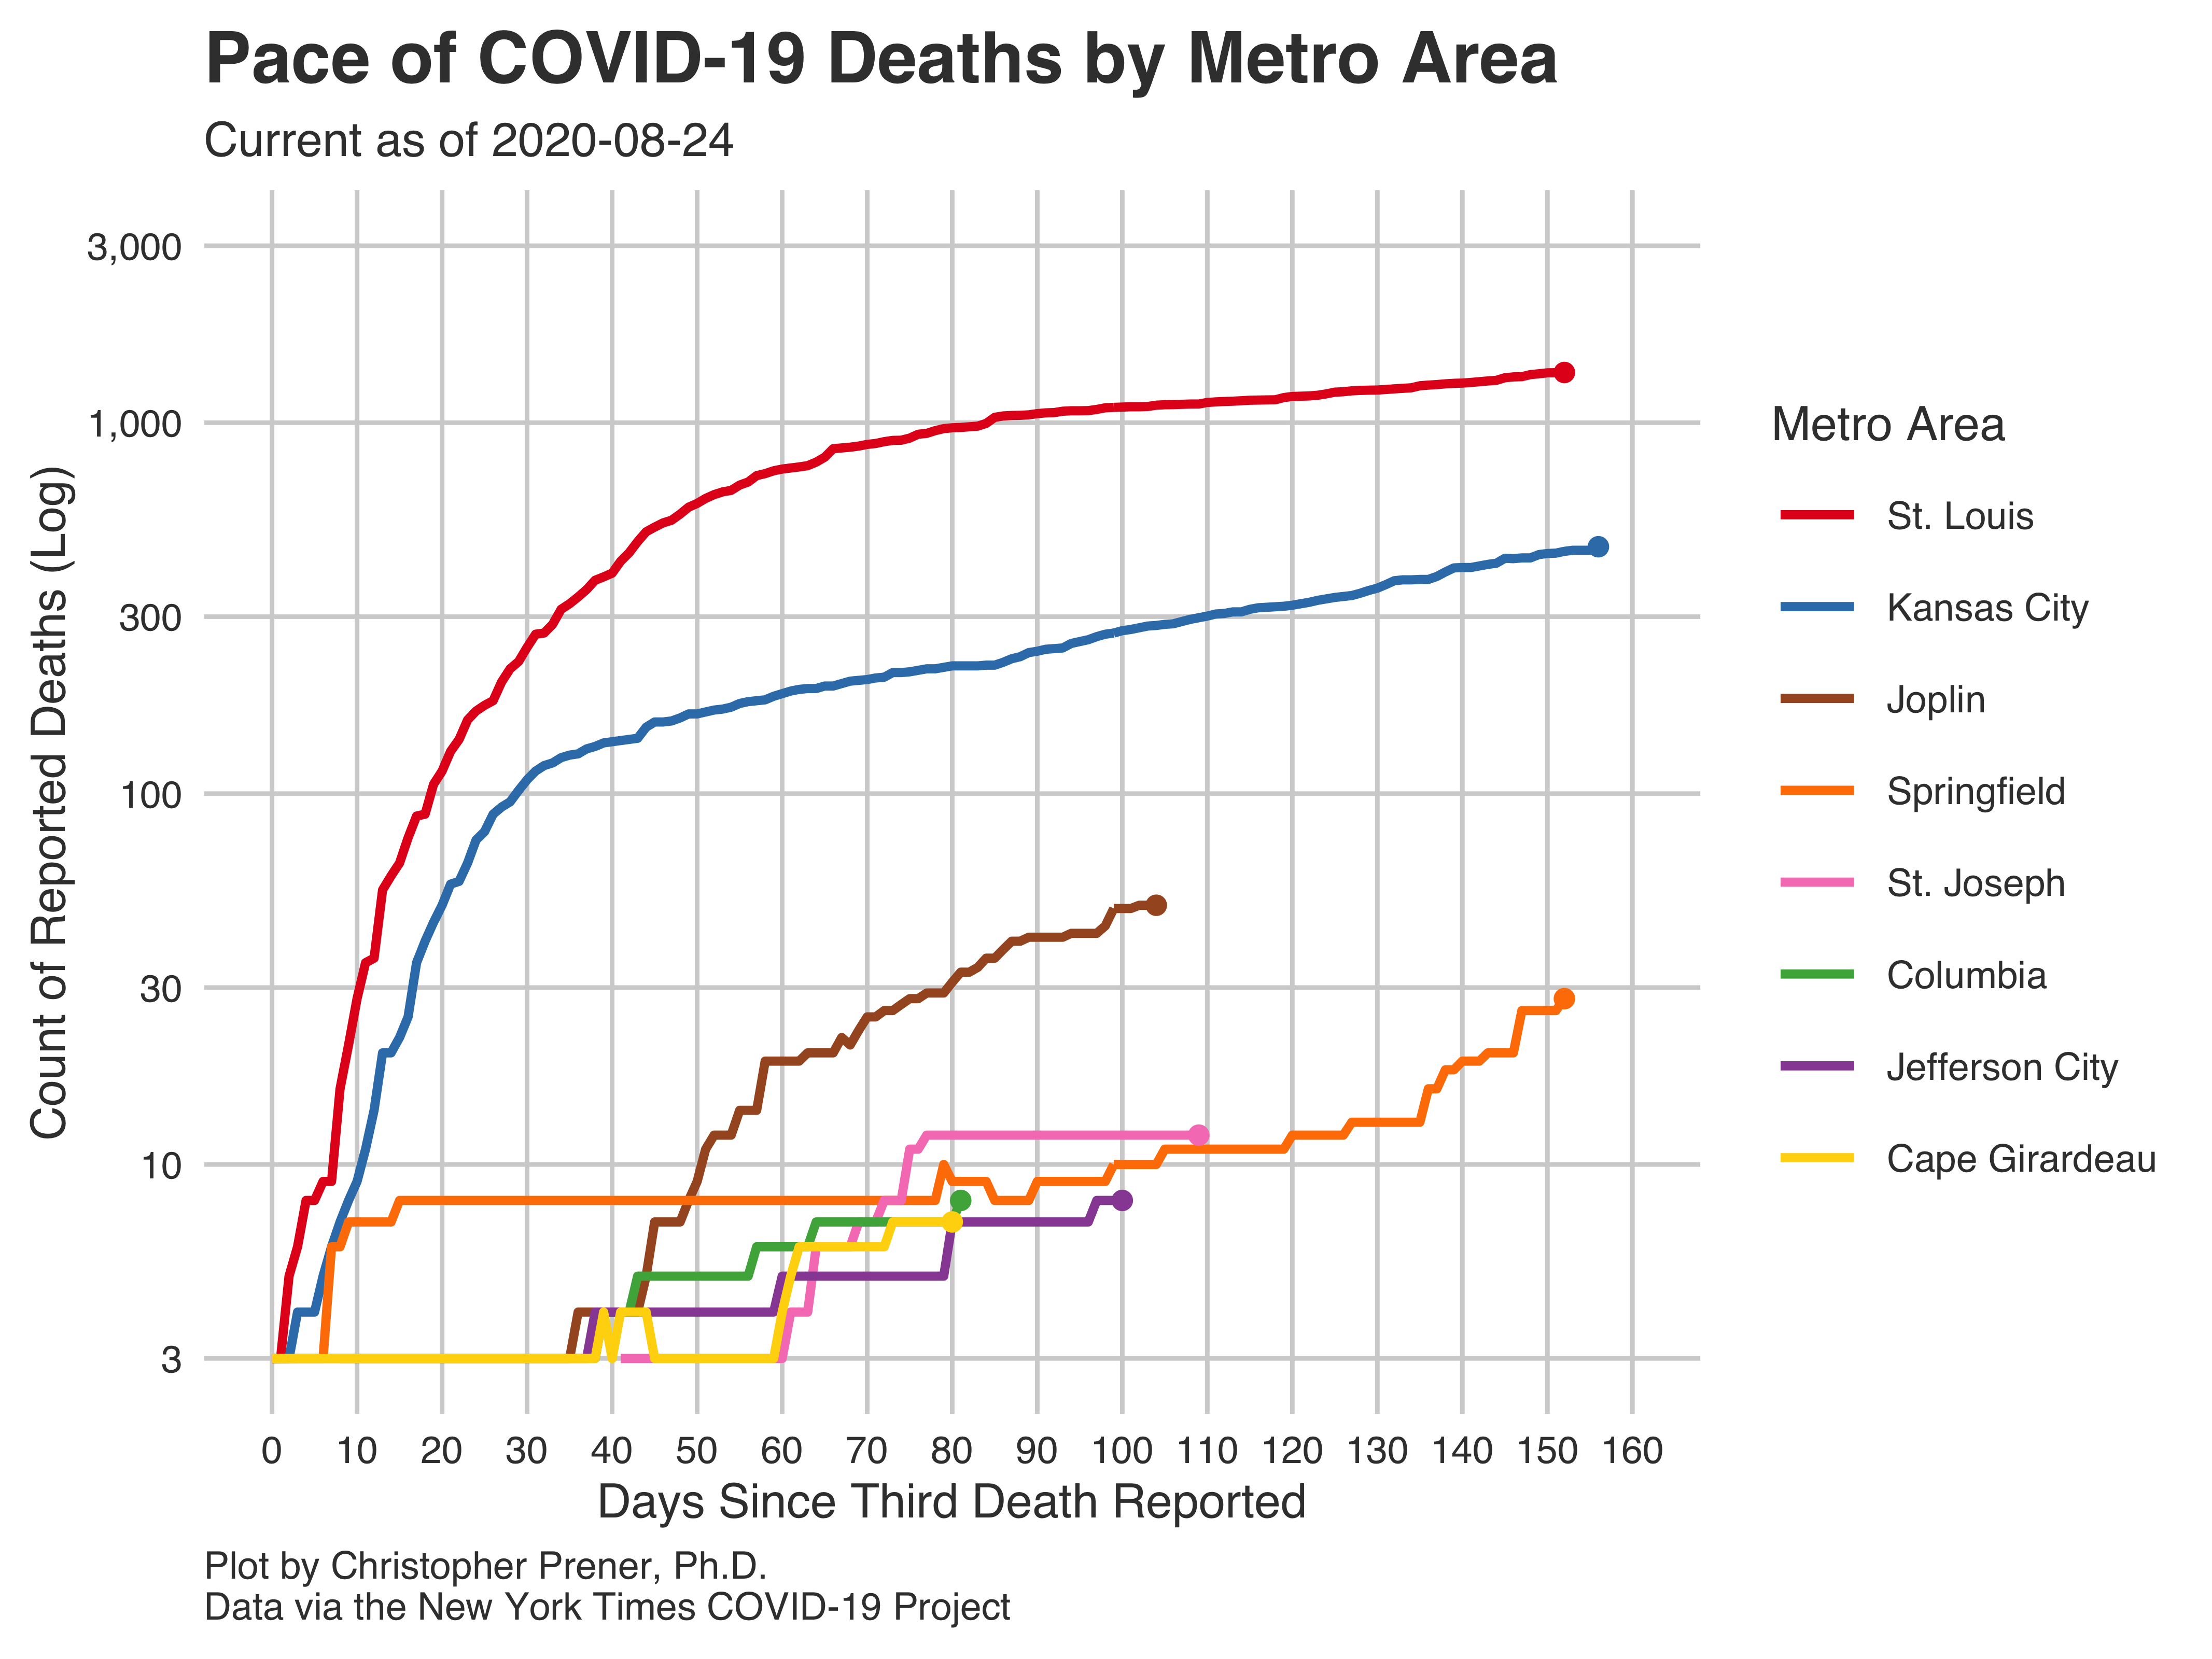 Pace of COVID-19 Deaths by Metro Area
Current as of 2020-08-24
3,000
1,000
300
100
30
10
3
Count of Reported Deaths (Log)
0 10 20 30 40 50 60 70 80 90 100 110 120 130 140 150 160
Days Since Third Death Reported
Metro Area
St. Louis
Kansas City
Joplin
Springfield
St. Joseph
Columbia
Jefferson City
Cape Girardeau
Plot by Christopher Prener, Ph.D.
Data via the New York Times COVID-19 Project